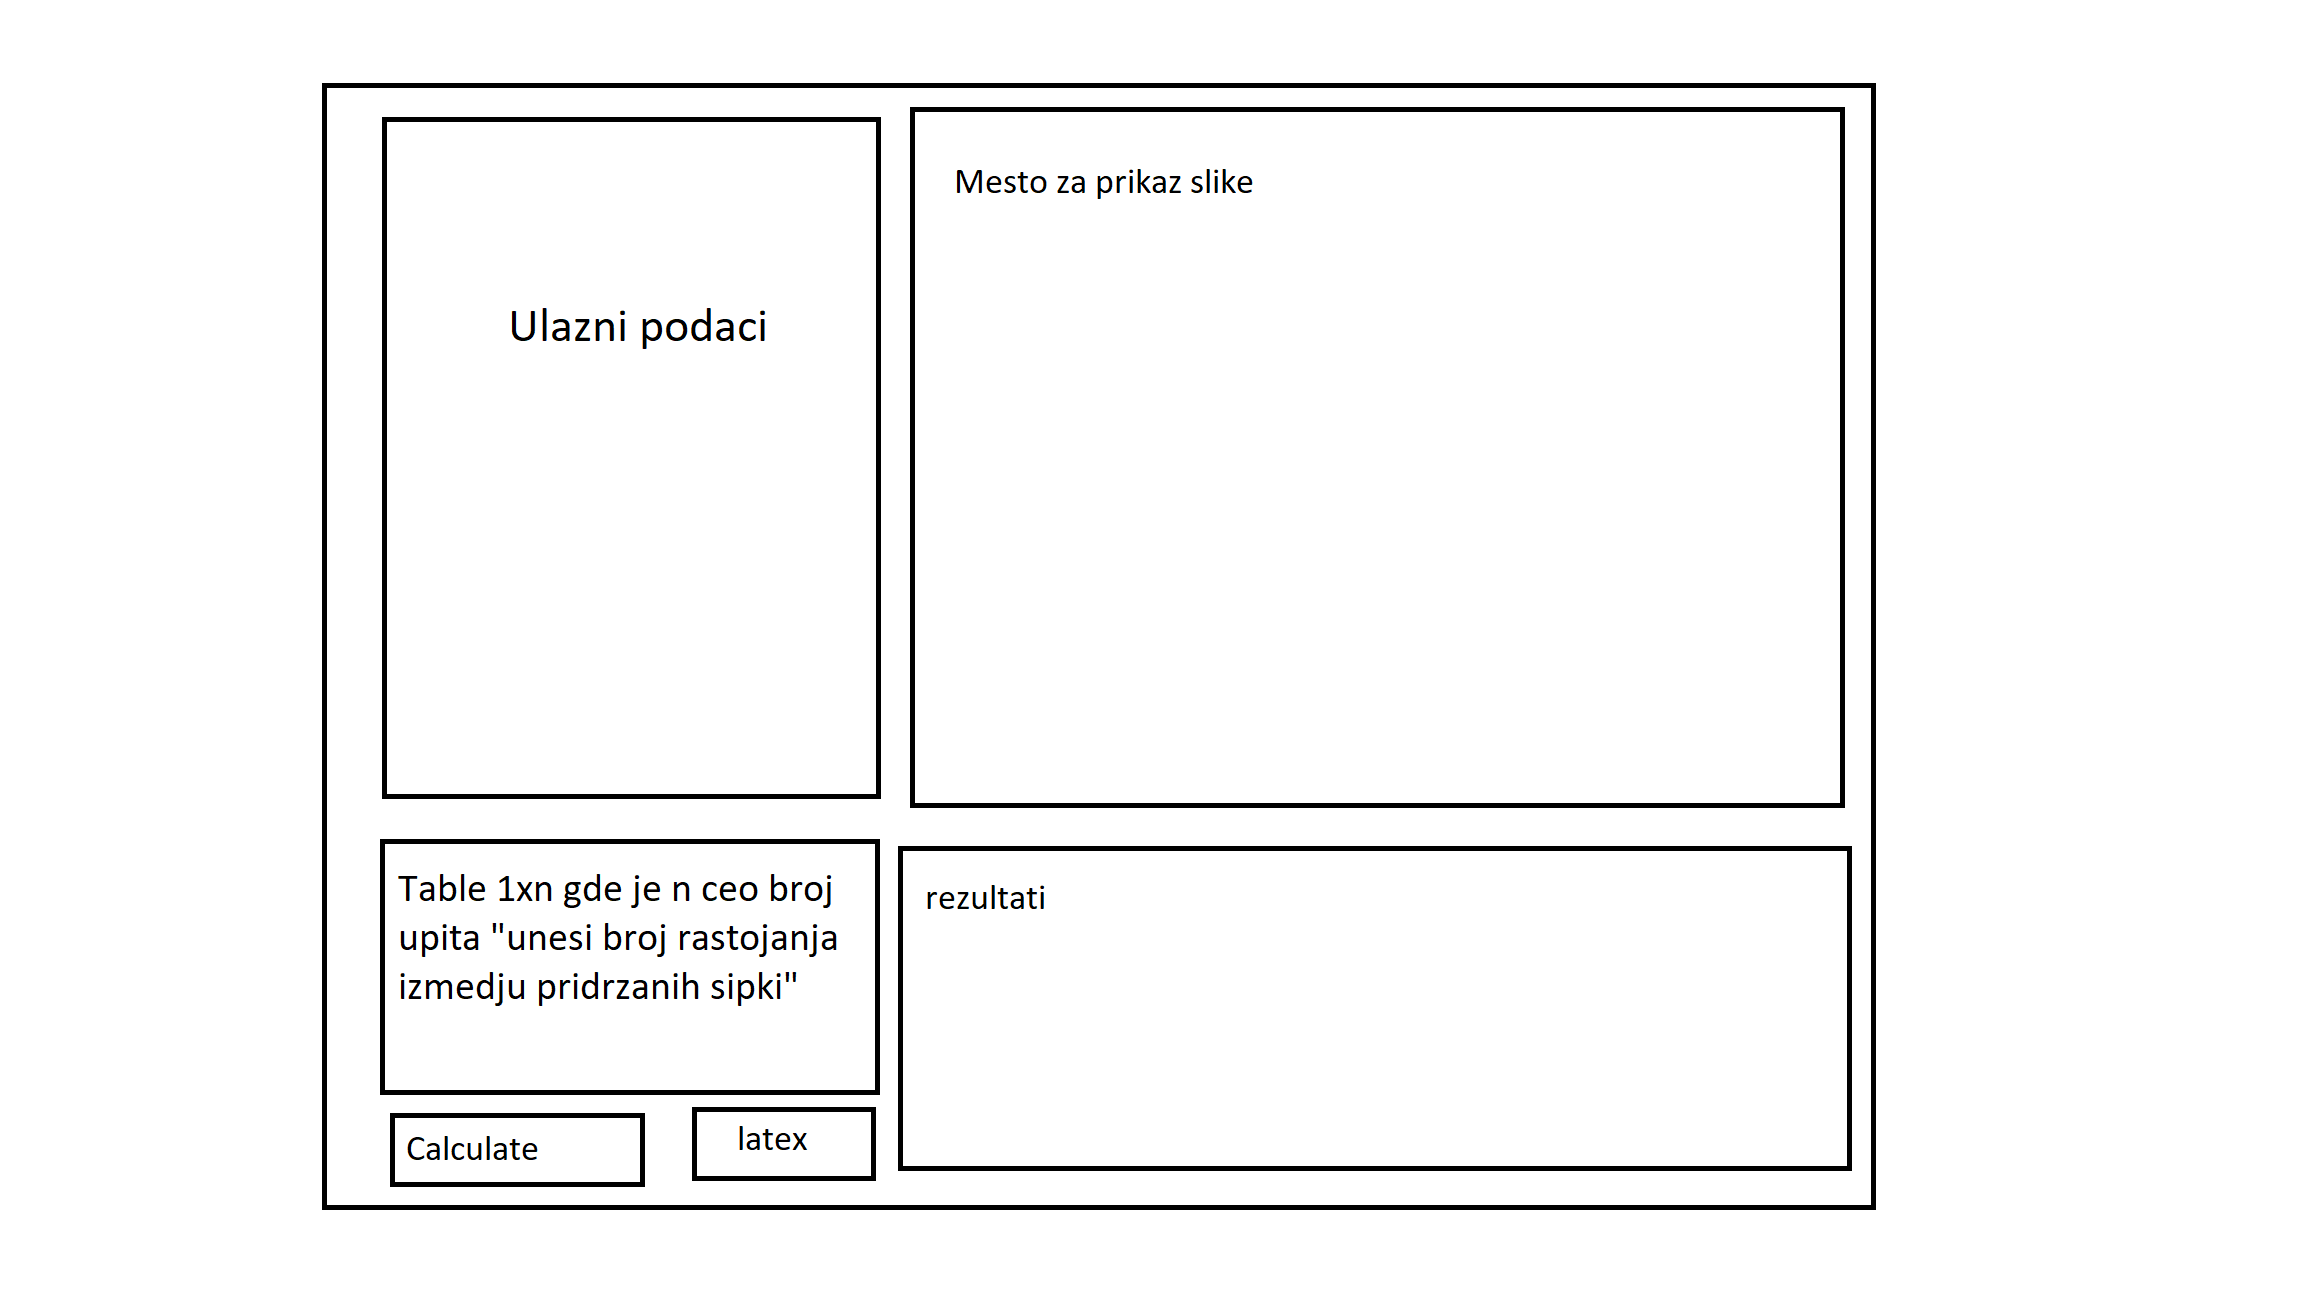 Ulazni podaci
Mesto za prikaz slike
Table 1xn gde je n ceo broj
upita "unesi broj rastojanja
izmedju pridrzanih sipki"
rezultati
Calculate
latex